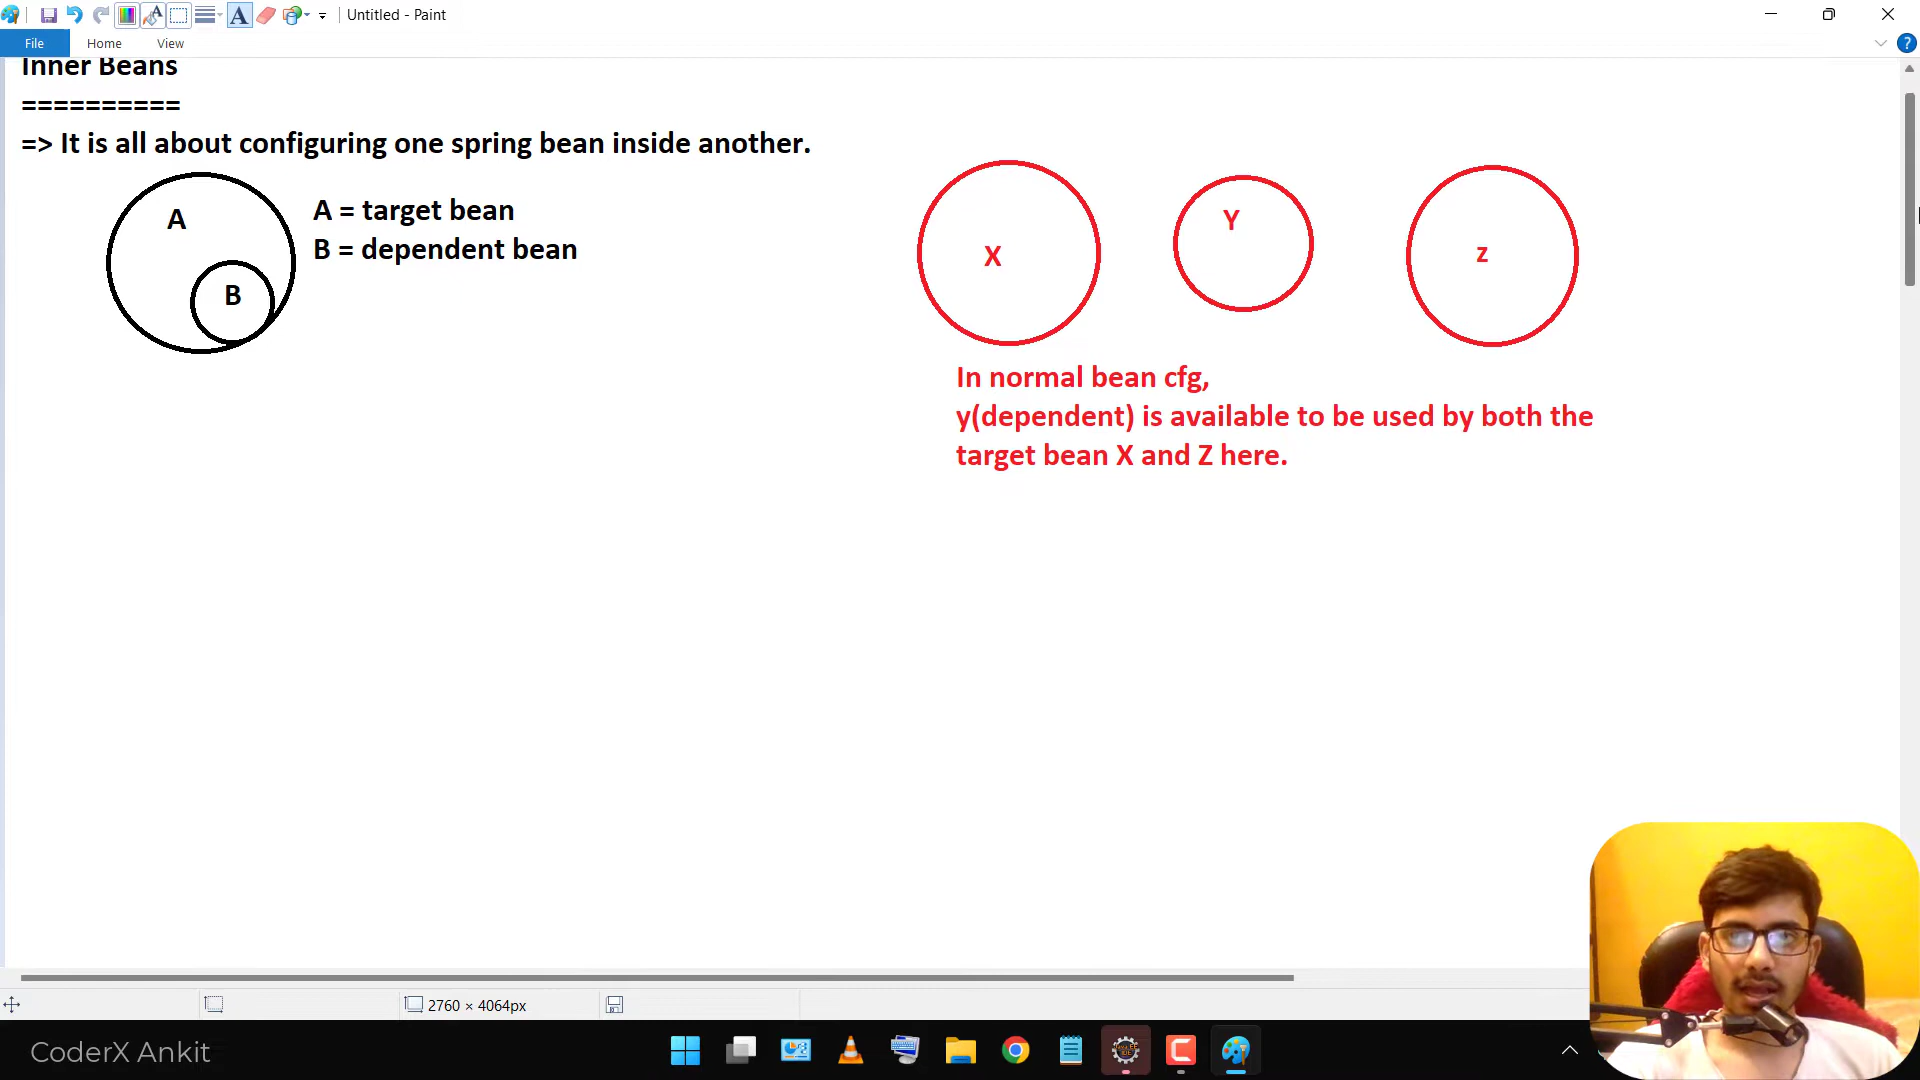 Untitled - Paint
File
Home
View
Inner Beans
==========
=> It is all about configuring one spring bean inside another.
A
B
A = target bean
B = dependent bean
X
Y
z
In normal bean cfg,
y(dependent) is available to be used by both the
target bean X and Z here.
2760 × 4064px
CoderX Ankit